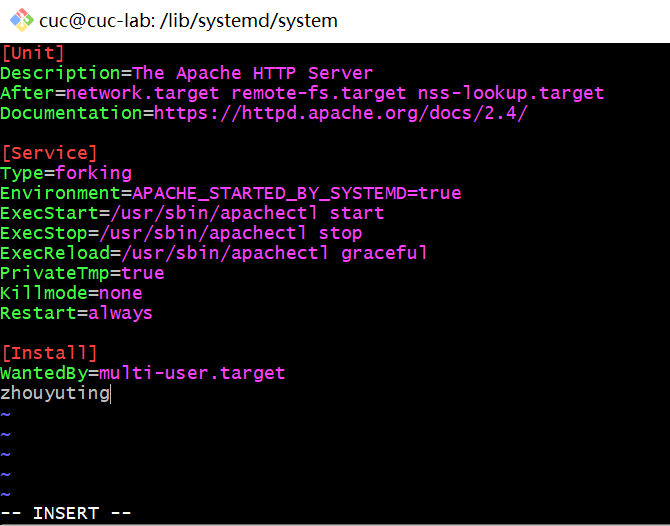 cuc@cuc-lab: /lib/systemd/system
[Unit]
Description=The Apache HTTP Server
After=network.target remote-fs.target nss-lookup.target
Documentation=https://httpd.apache.org/docs/2.4/
[Service]
Type=forking
Environment=APACHE_STARTED_BY_SYSTEMD=true
ExecStart=/usr/sbin/apachectl start
ExecStop=/usr/sbin/apachectl stop
ExecReload=/usr/sbin/apachectl graceful
PrivateTmp=true
Killmode=none
Restart=always
[Install]
WantedBy=multi-user.target
zhouyuting
~
~
~
~
~
-- INSERT --